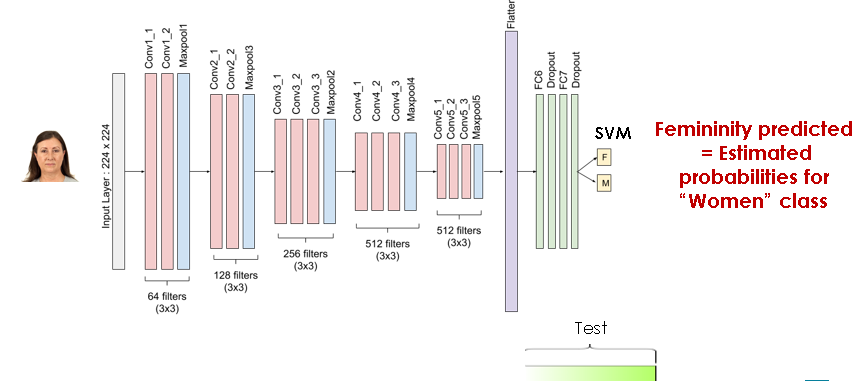 Input Layer : 224 x 224
Conv1_1
Conv1_2
Maxpool1
64 filters
(3x3)
Conv2_1
Conv2_2
Maxpool3
128 filters
(3x3)
Conv3_1
Conv3_2
Conv3_3
Maxpool2
256 filters
(3x3)
Conv4_1
Conv4_2
Conv4_3
Maxpool4
512 filters
(3x3)
Conv5_1
Conv5_2
Conv5_3
Maxpool5
512 filters
(3x3)
Flatten
FC6
Dropout
FC7
Dropout
SVM
F
M
Femininity predicted
= Estimated
probabilities for
“Women” class
Test